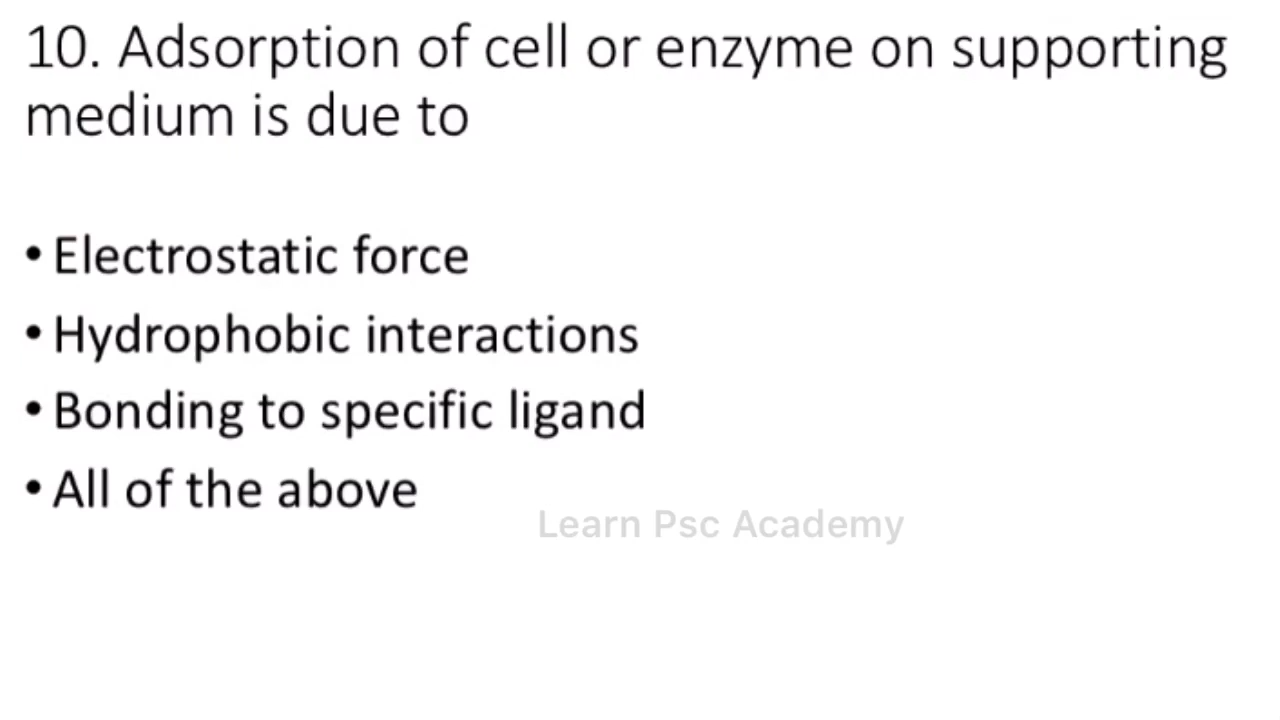 10. Adsorption of cell or enzyme on supporting
medium is due to
• Electrostatic force
• Hydrophobic interactions
• Bonding to specific ligand
• All of the above
Learn Psc Academy